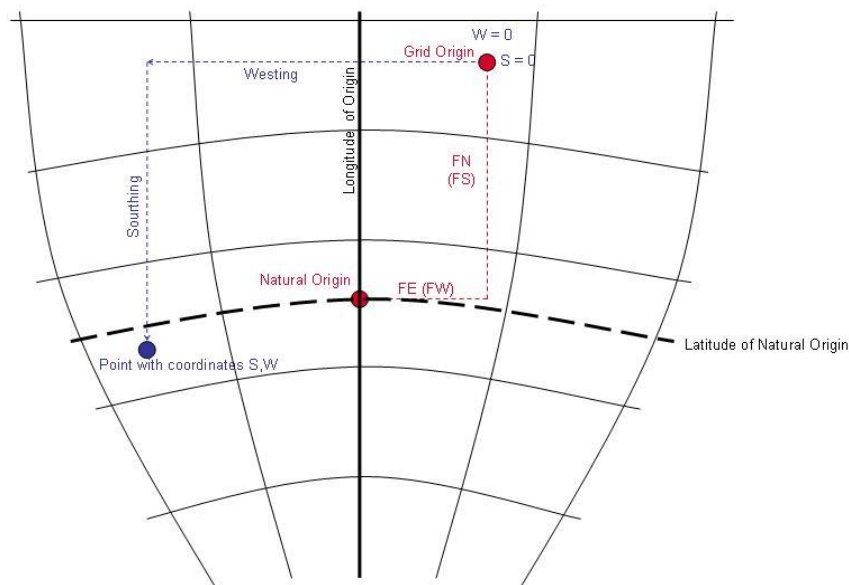 W = 0
Grid Origin
S = 0
Westing
Longitude of Origin
FN
(FS)
Sourthing
Natural Origin
FE (FW)
Latitude of Natural Origin
Point with coordinates S,W